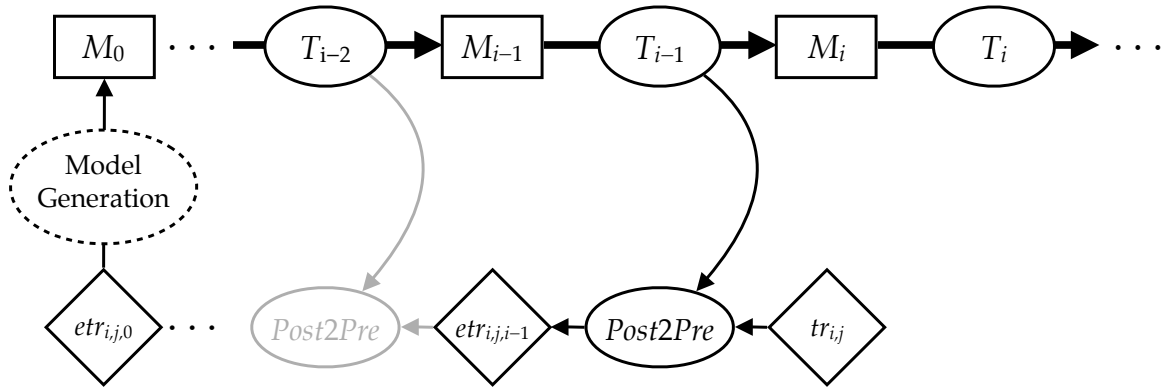 M₀ · · · Tᵢ₋₂ Mᵢ₋₁ Tᵢ₋₁ Mᵢ Tᵢ · · ·
Model
Generation
etrᵢ,ⱼ,₀ · · · Post2Pre etrᵢ,ⱼ,ᵢ₋₁ Post2Pre trᵢ,ⱼ